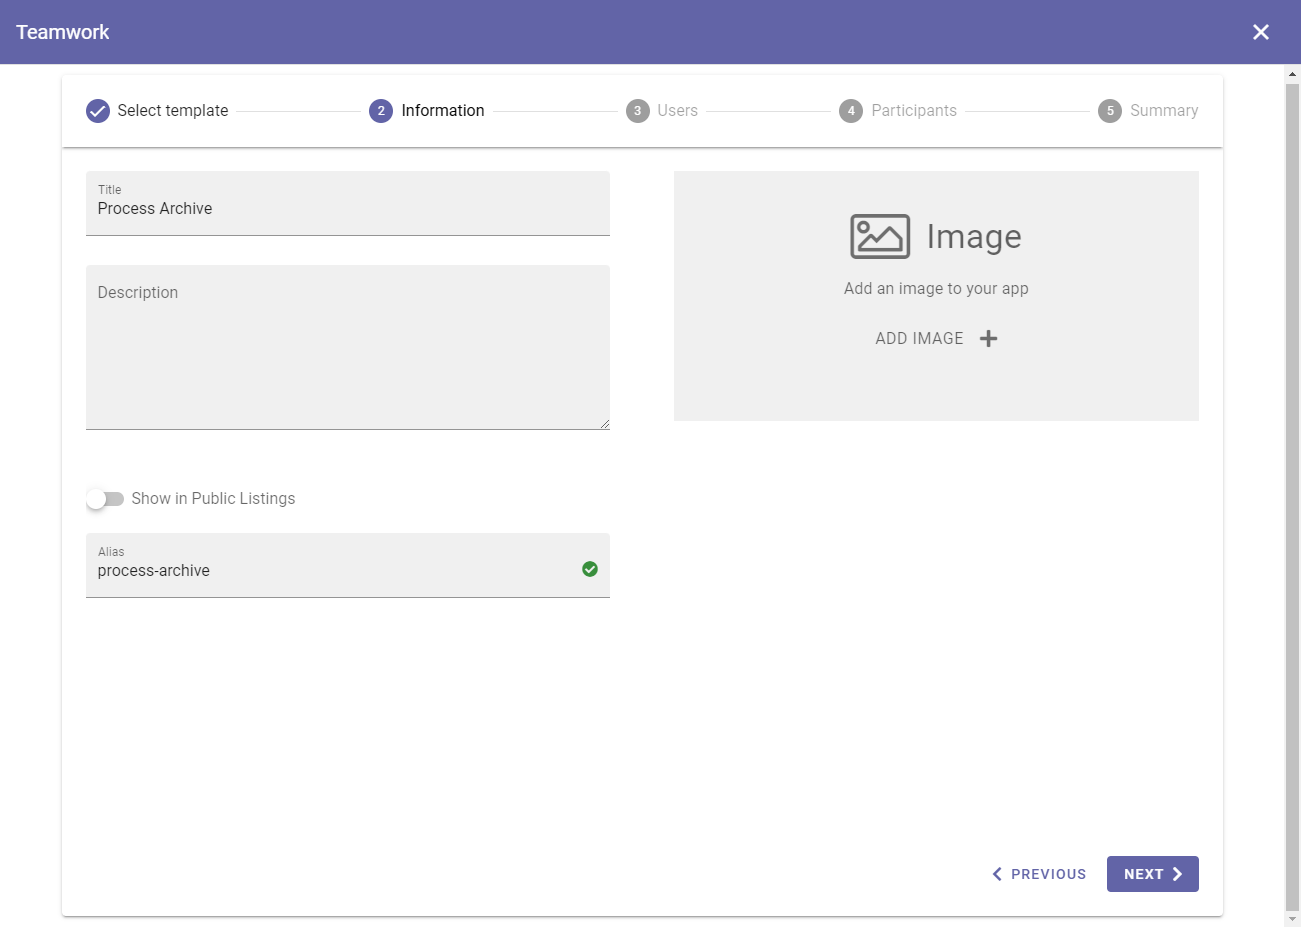 Teamwork
Select template
2 Information
3 Users
4 Participants
5 Summary
Title
Process Archive
Description
Image
Add an image to your app
ADD IMAGE
Show in Public Listings
Alias
process-archive
PREVIOUS
NEXT